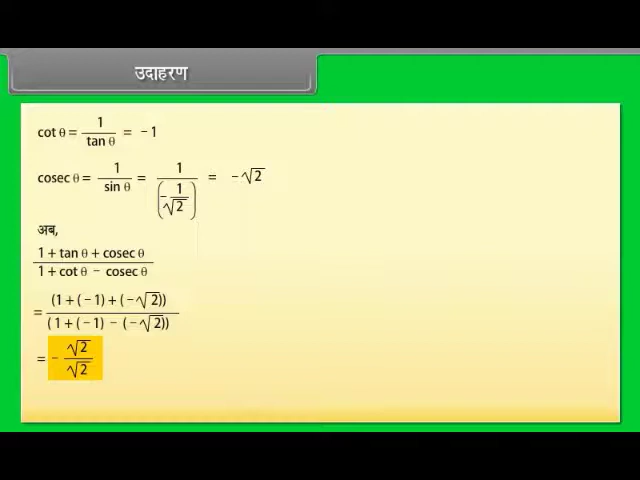 उदाहरण
cot θ = 1/tan θ = −1
cosec θ = 1/sin θ = 1/(−1/√2) = −√2
अब,
(1 + tan θ + cosec θ)/(1 + cot θ − cosec θ)
= (1 + (−1) + (−√2))/(1 + (−1) − (−√2))
= −√2/√2